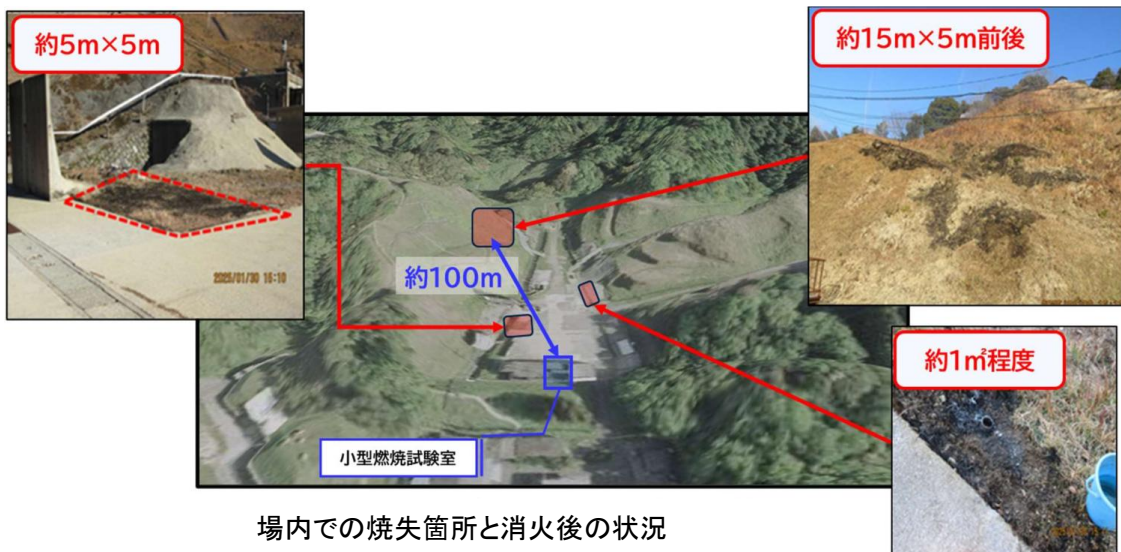 約5m×5m
2025/01/30 15:10
約15m×5m前後
約100m
約1㎡程度
小型燃焼試験室
場内での焼失箇所と消火後の状況